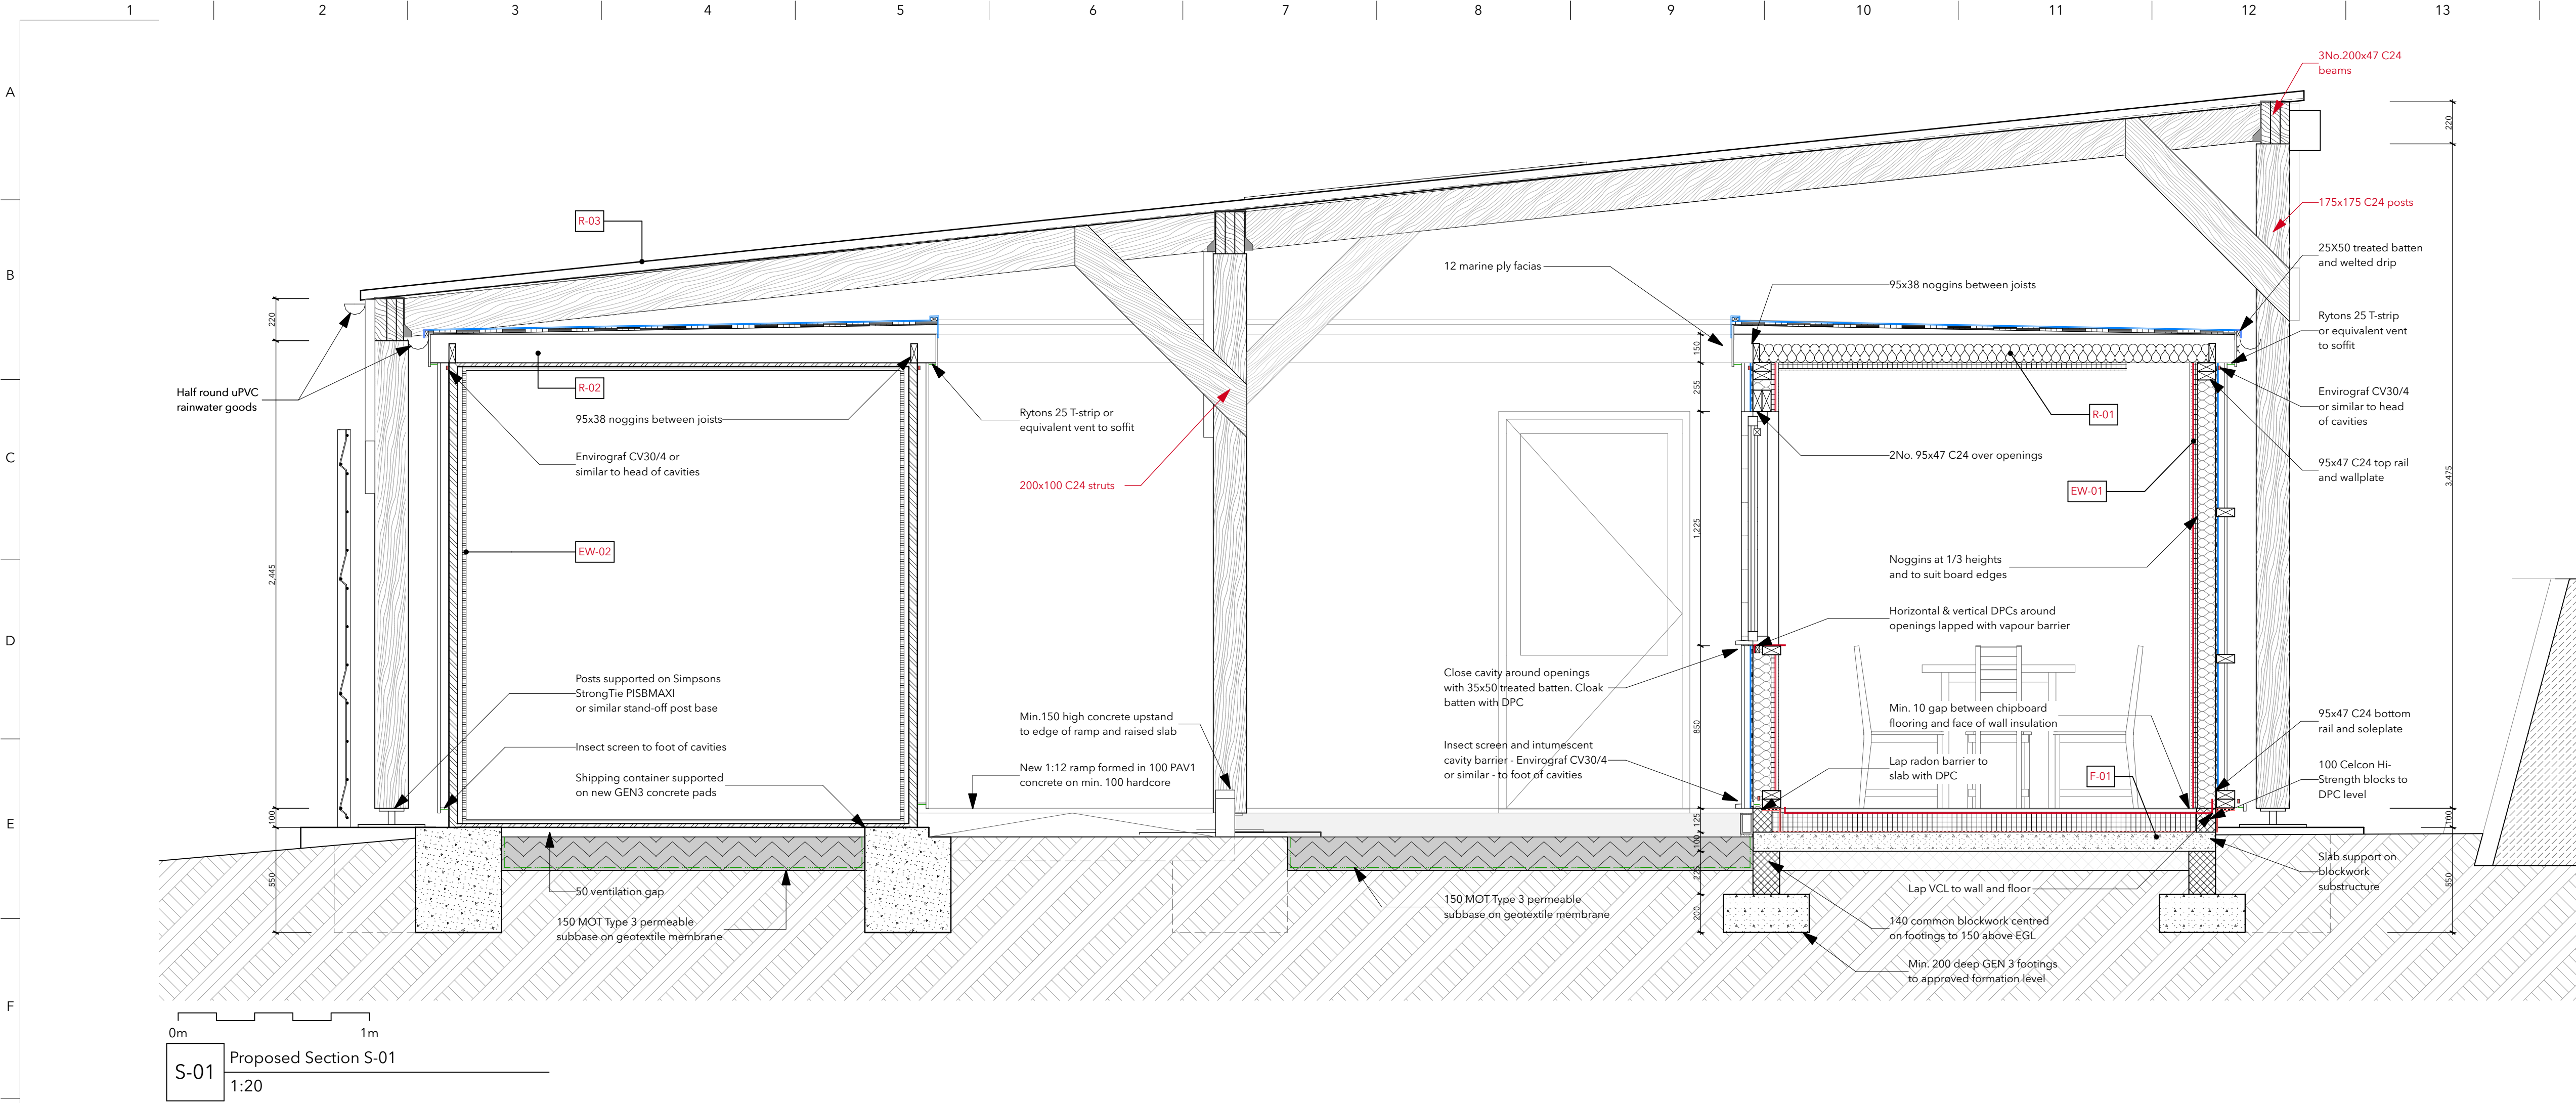 1 2 3 4 5 6 7 8 9 10 11 12 13
A
B
C
D
E
F
3No.200x47 C24
beams
220
175x175 C24 posts
R-03
25X50 treated batten
and welted drip
12 marine ply facias
95x38 noggins between joists
220
Rytons 25 T-strip
or equivalent vent
to soffit
150
Half round uPVC
rainwater goods
R-02
255
Envirograf CV30/4
or similar to head
of cavities
95x38 noggins between joists
Rytons 25 T-strip or
equivalent vent to soffit
R-01
Envirograf CV30/4 or
similar to head of cavities
2No. 95x47 C24 over openings
95x47 C24 top rail
and wallplate
3,475
200x100 C24 struts
EW-01
1,225
EW-02
Noggins at 1/3 heights
and to suit board edges
2,445
Horizontal & vertical DPCs around
openings lapped with vapour barrier
Posts supported on Simpsons
StrongTie PISBMAXI
or similar stand-off post base
Close cavity around openings
with 35x50 treated batten. Cloak
batten with DPC
Min. 10 gap between chipboard
flooring and face of wall insulation
850
Min.150 high concrete upstand
to edge of ramp and raised slab
95x47 C24 bottom
rail and soleplate
Insect screen to foot of cavities
Insect screen and intumescent
cavity barrier - Envirograf CV30/4
or similar - to foot of cavities
Lap radon barrier to
slab with DPC
F-01
100 Celcon Hi-
Strength blocks to
DPC level
Shipping container supported
on new GEN3 concrete pads
New 1:12 ramp formed in 100 PAV1
concrete on min. 100 hardcore
100
125
100
100
Slab support on
blockwork
substructure
50 ventilation gap
550
225
550
Lap VCL to wall and floor
150 MOT Type 3 permeable
subbase on geotextile membrane
150 MOT Type 3 permeable
subbase on geotextile membrane
200
140 common blockwork centred
on footings to 150 above EGL
Min. 200 deep GEN 3 footings
to approved formation level
0m 1m
S-01
Proposed Section S-01
1:20